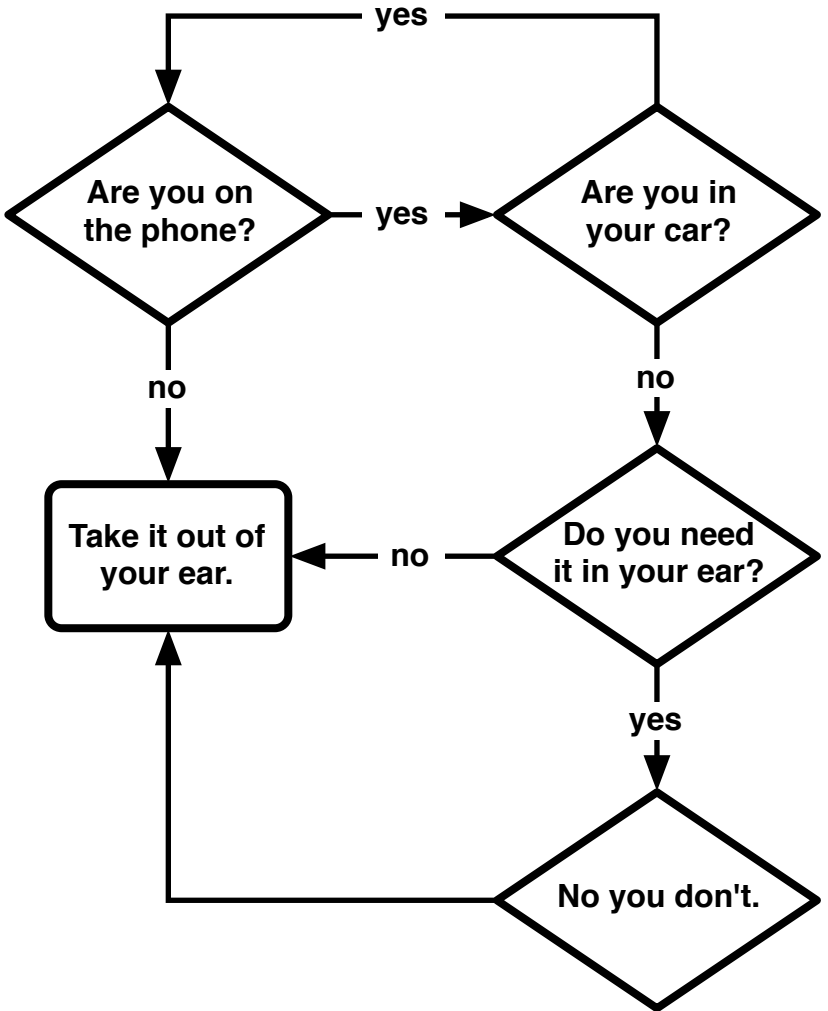 yes
Are you on
the phone?
yes
Are you in
your car?
no
no
Take it out of
your ear.
no
Do you need
it in your ear?
yes
No you don't.